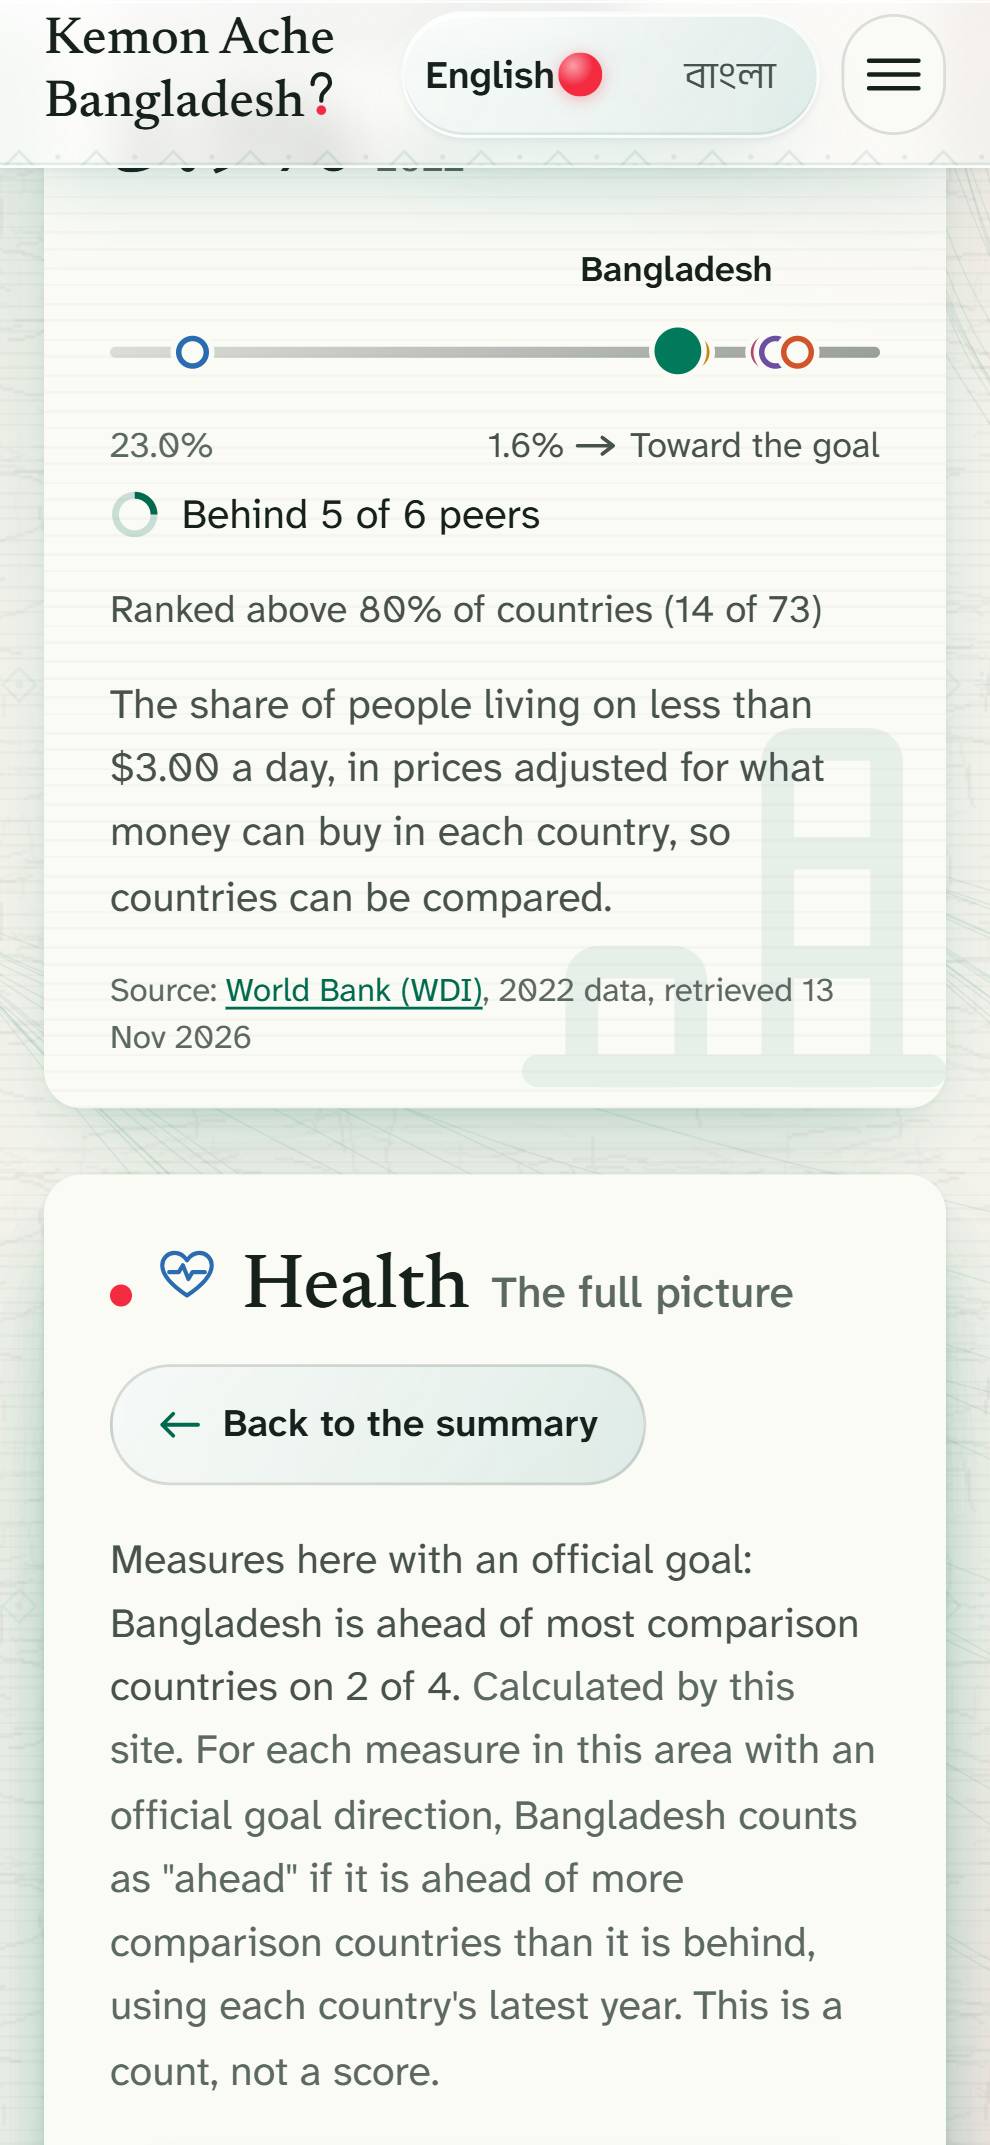 Kemon Ache
Bangladesh?
English
বাংলা
Bangladesh
23.0%
1.6% → Toward the goal
Behind 5 of 6 peers
Ranked above 80% of countries (14 of 73)
The share of people living on less than
$3.00 a day, in prices adjusted for what
money can buy in each country, so
countries can be compared.
Source: World Bank (WDI), 2022 data, retrieved 13
Nov 2026
Health The full picture
← Back to the summary
Measures here with an official goal:
Bangladesh is ahead of most comparison
countries on 2 of 4. Calculated by this
site. For each measure in this area with an
official goal direction, Bangladesh counts
as "ahead" if it is ahead of more
comparison countries than it is behind,
using each country's latest year. This is a
count, not a score.